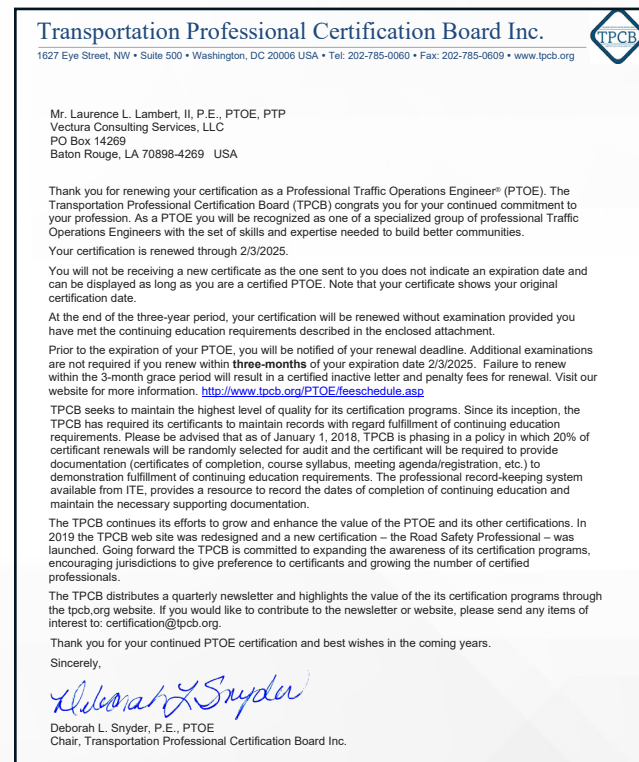 Transportation Professional Certification Board Inc.
TPCB
1627 Eye Street, NW • Suite 500 • Washington, DC 20006 USA • Tel: 202-785-0060 • Fax: 202-785-0609 • www.tpcb.org
Mr. Laurence L. Lambert, II, P.E., PTOE, PTP
Vectura Consulting Services, LLC
PO Box 14269
Baton Rouge, LA 70898-4269 USA
Thank you for renewing your certification as a Professional Traffic Operations Engineer® (PTOE). The
Transportation Professional Certification Board (TPCB) congrats you for your continued commitment to
your profession. As a PTOE you will be recognized as one of a specialized group of professional Traffic
Operations Engineers with the set of skills and expertise needed to build better communities.
Your certification is renewed through 2/3/2025.
You will not be receiving a new certificate as the one sent to you does not indicate an expiration date and
can be displayed as long as you are a certified PTOE. Note that your certificate shows your original
certification date.
At the end of the three-year period, your certification will be renewed without examination provided you
have met the continuing education requirements described in the enclosed attachment.
Prior to the expiration of your PTOE, you will be notified of your renewal deadline. Additional examinations
are not required if you renew within three-months of your expiration date 2/3/2025. Failure to renew
within the 3-month grace period will result in a certified inactive letter and penalty fees for renewal. Visit our
website for more information. http://www.tpcb.org/PTOE/feeschedule.asp
TPCB seeks to maintain the highest level of quality for its certification programs. Since its inception, the
TPCB has required its certificants to maintain records with regard fulfillment of continuing education
requirements. Please be advised that as of January 1, 2018, TPCB is phasing in a policy in which 20% of
certificant renewals will be randomly selected for audit and the certificant will be required to provide
documentation (certificates of completion, course syllabus, meeting agenda/registration, etc.) to
demonstration fulfillment of continuing education requirements. The professional record-keeping system
available from ITE, provides a resource to record the dates of completion of continuing education and
maintain the necessary supporting documentation.
The TPCB continues its efforts to grow and enhance the value of the PTOE and its other certifications. In
2019 the TPCB web site was redesigned and a new certification – the Road Safety Professional – was
launched. Going forward the TPCB is committed to expanding the awareness of its certification programs,
encouraging jurisdictions to give preference to certificants and growing the number of certified
professionals.
The TPCB distributes a quarterly newsletter and highlights the value of the its certification programs through
the tpcb,org website. If you would like to contribute to the newsletter or website, please send any items of
interest to: certification@tpcb.org.
Thank you for your continued PTOE certification and best wishes in the coming years.
Sincerely,
Deborah L Snyder
Deborah L. Snyder, P.E., PTOE
Chair, Transportation Professional Certification Board Inc.